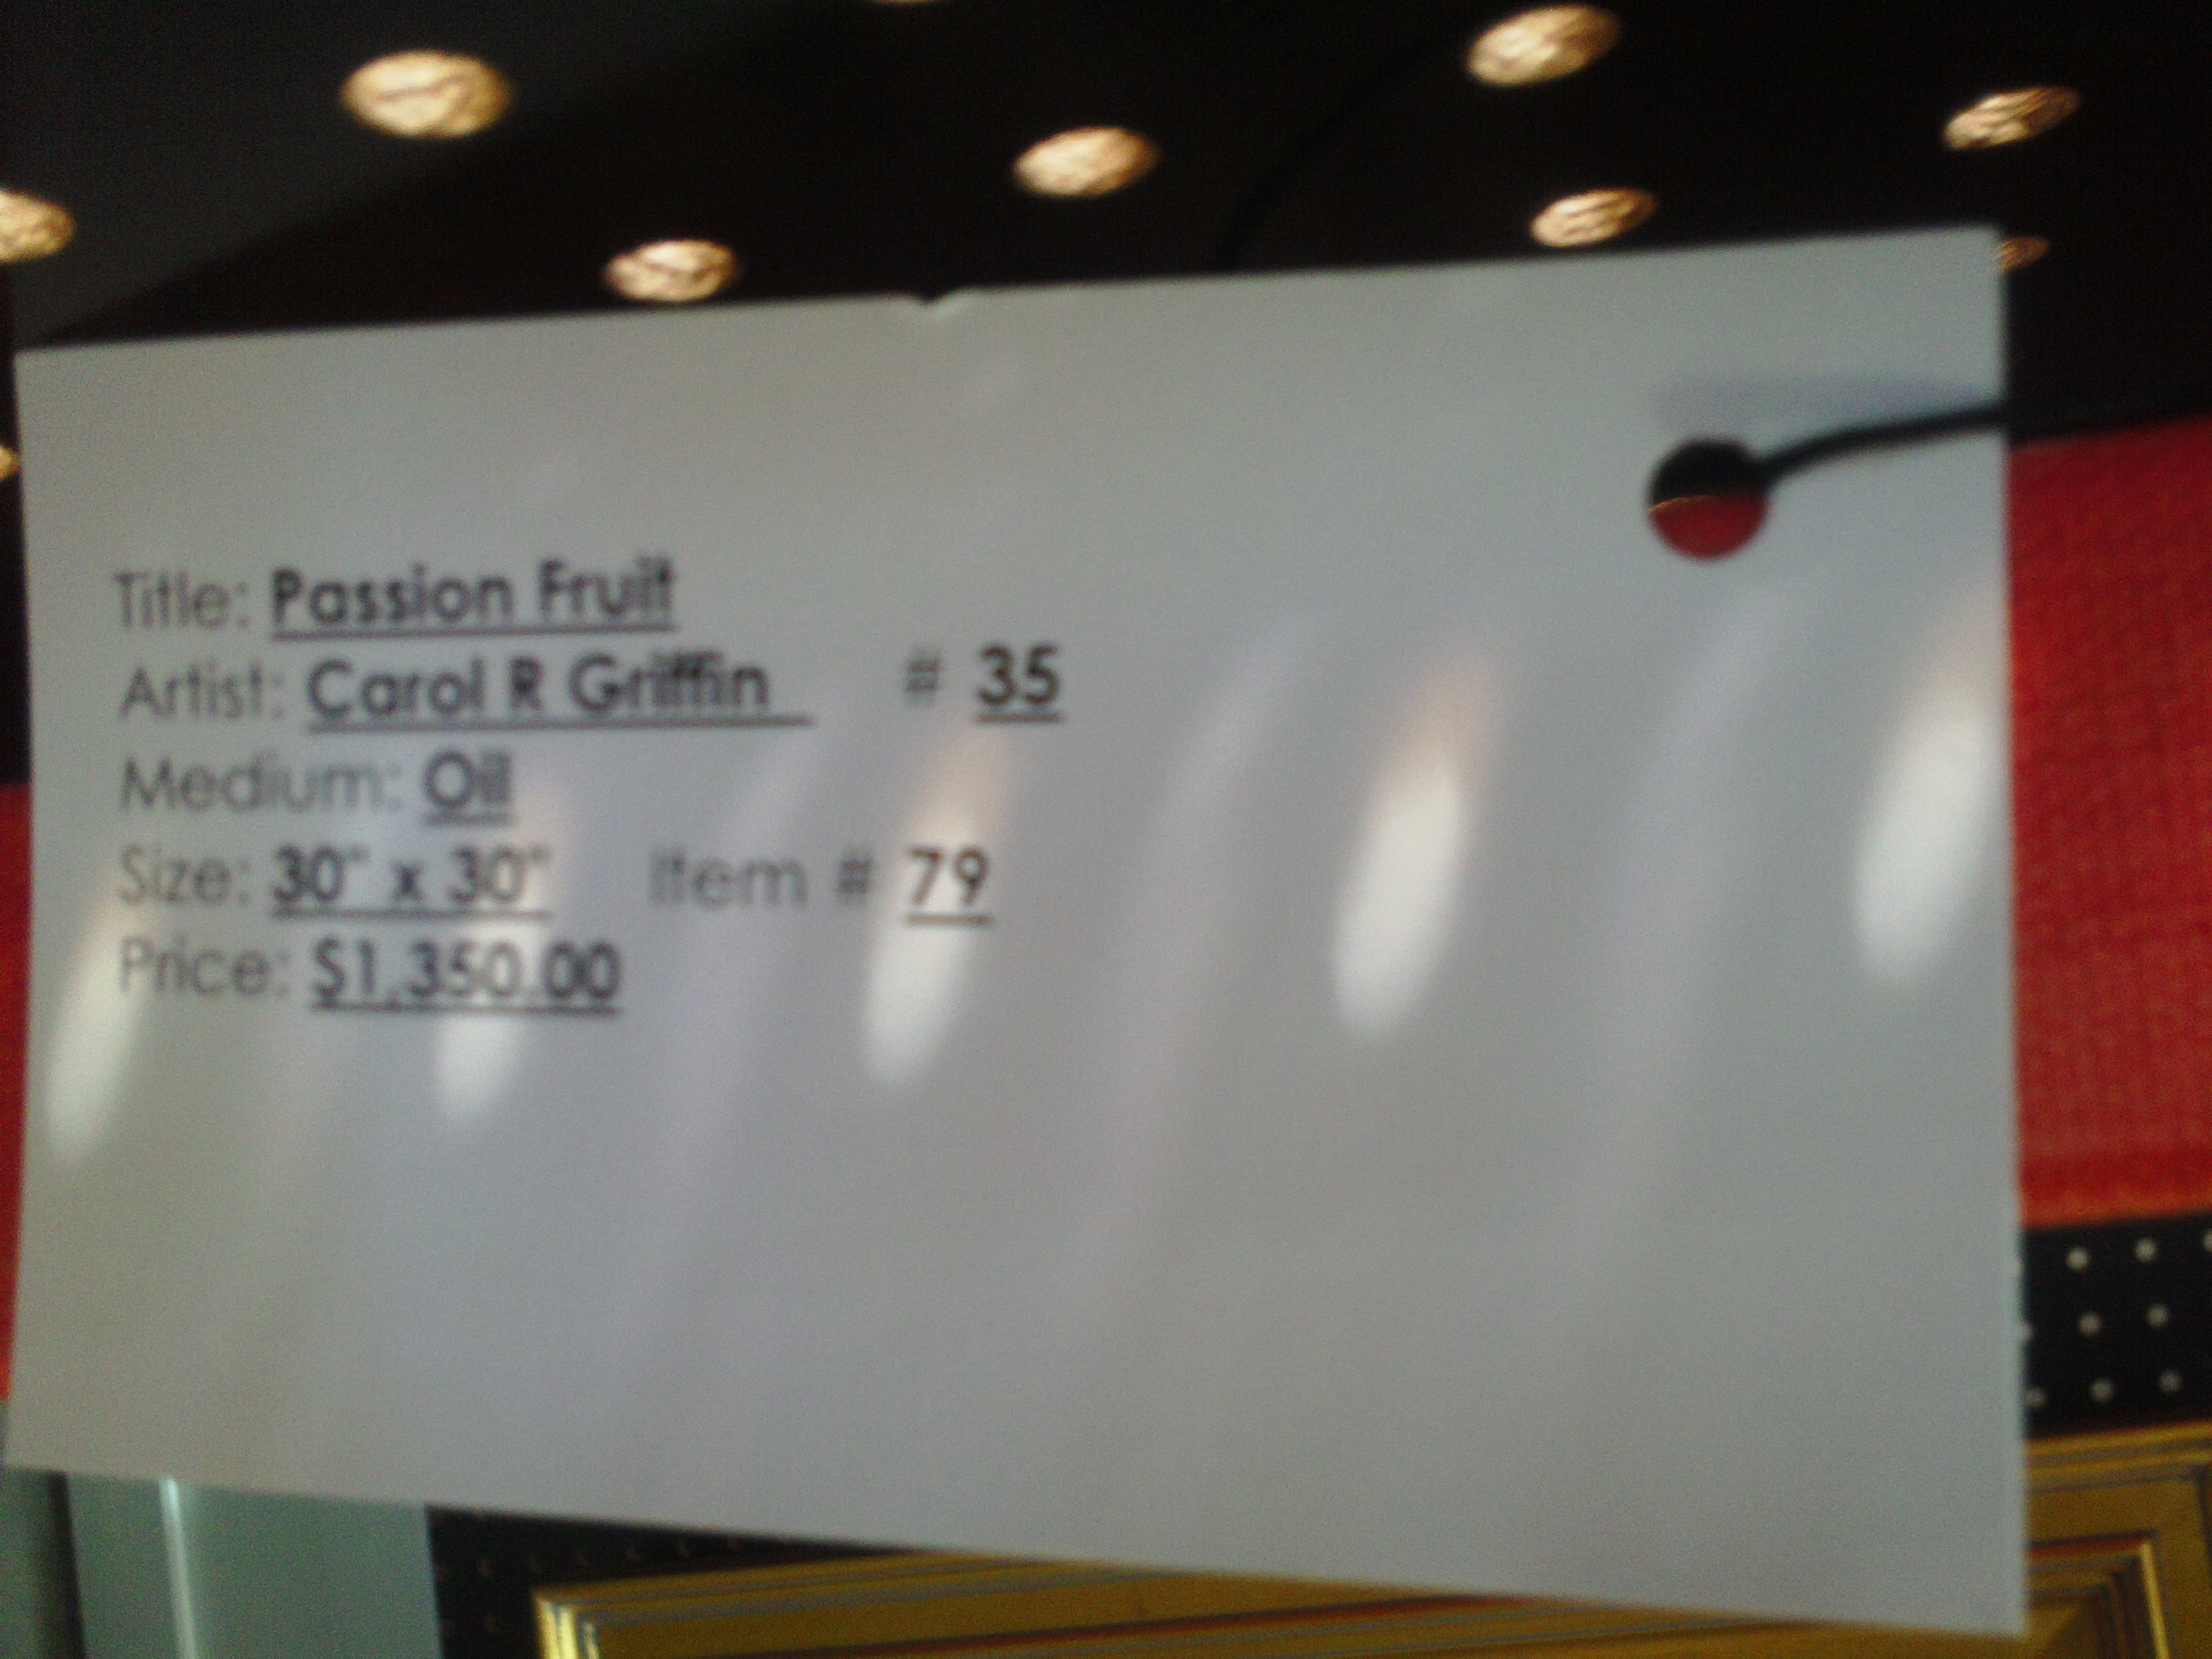 Title: Passion Fruit
Artist: Carol R Griffin # 35
Medium: Oil
Size: 30" x 30" Item # 79
Price: $1,350.00